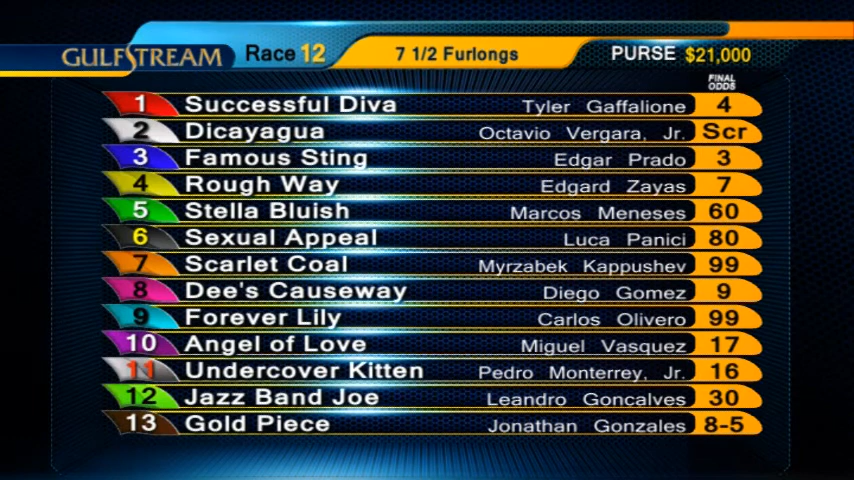 GULFSTREAM Race 12 7 1/2 Furlongs PURSE $21,000
FINAL
ODDS
1 Successful Diva Tyler Gaffalione 4
2 Dicayagua Octavio Vergara, Jr. Scr
3 Famous Sting Edgar Prado 3
4 Rough Way Edgard Zayas 7
5 Stella Bluish Marcos Meneses 60
6 Sexual Appeal Luca Panici 80
7 Scarlet Coal Myrzabek Kappushev 99
8 Dee's Causeway Diego Gomez 9
9 Forever Lily Carlos Olivero 99
10 Angel of Love Miguel Vasquez 17
11 Undercover Kitten Pedro Monterrey, Jr. 16
12 Jazz Band Joe Leandro Goncalves 30
13 Gold Piece Jonathan Gonzales 8-5